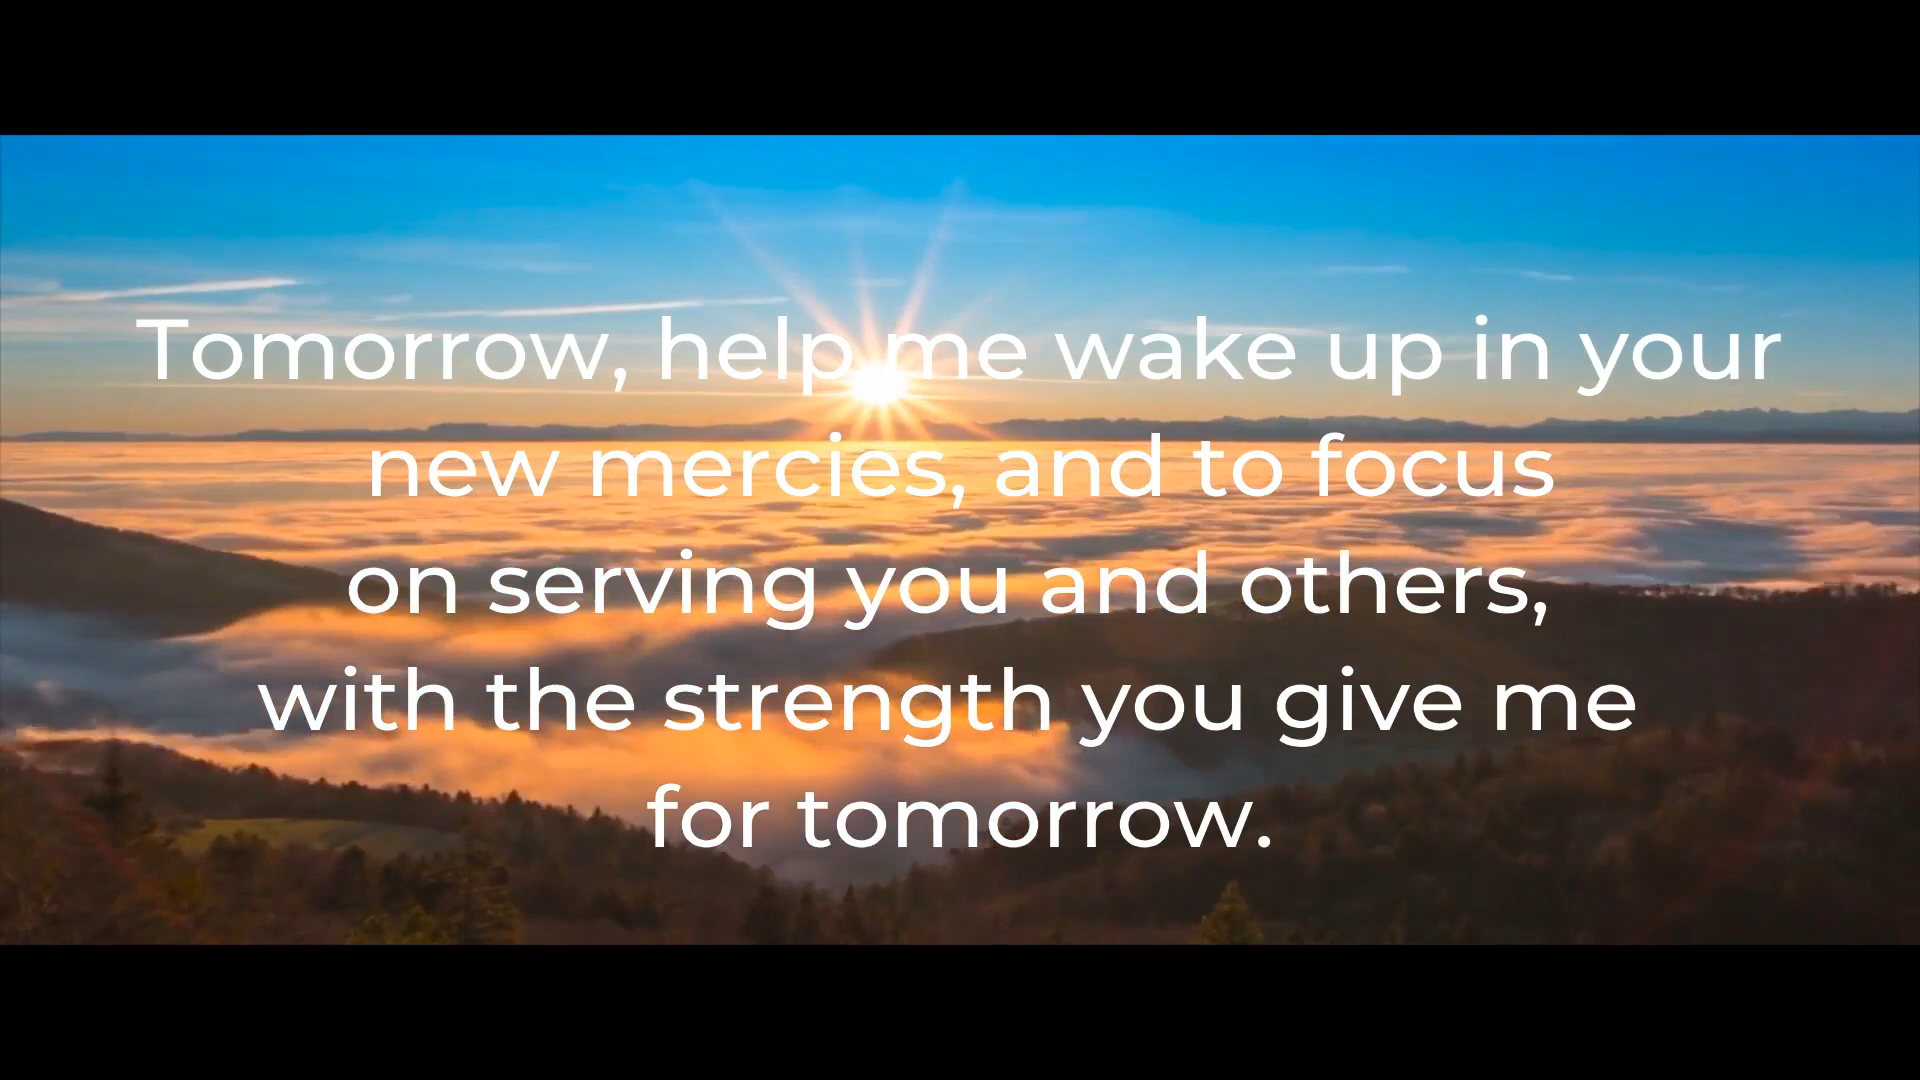 Tomorrow, help me wake up in your
new mercies, and to focus
on serving you and others,
with the strength you give me
for tomorrow.